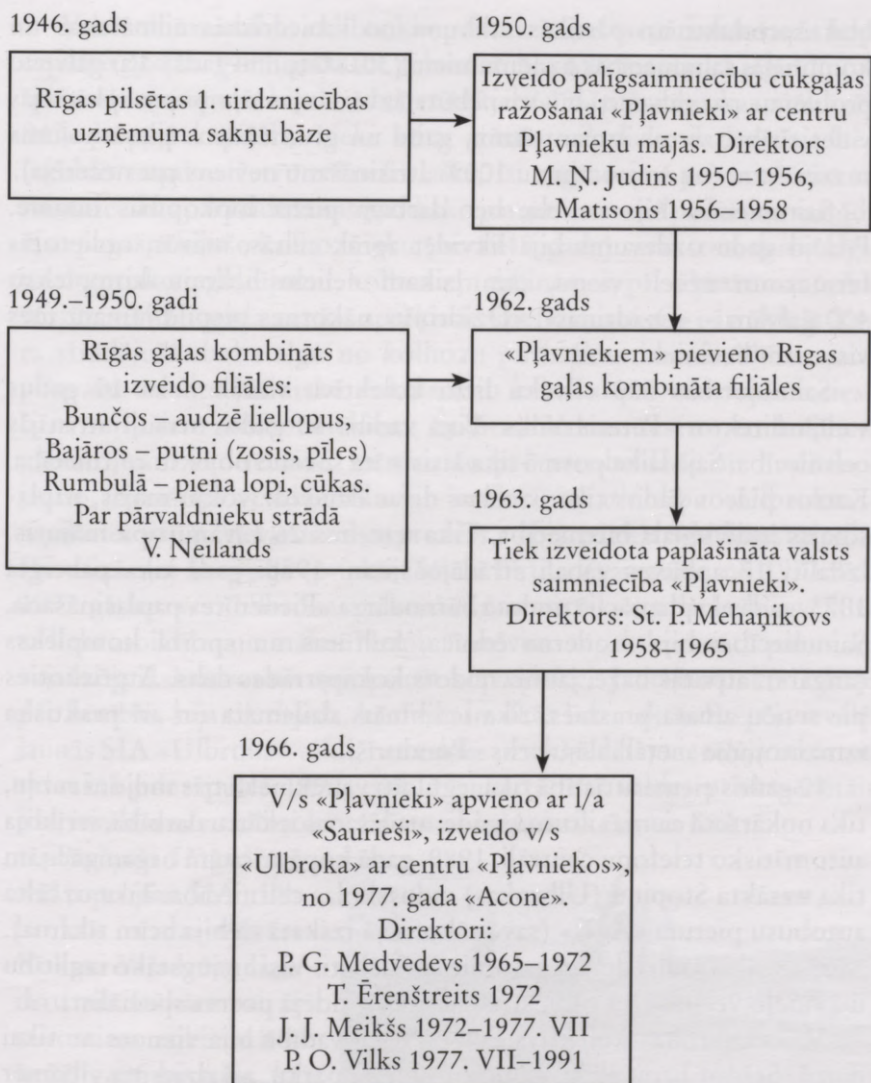 1946. gads
Rīgas pilsētas 1. tirdzniecības
uzņēmuma sakņu bāze
1950. gads
Izveido palīgsaimniecību cūkgaļas
ražošanai «Pļavnieki» ar centru
Pļavnieku mājās. Direktors
M. Ņ. Judins 1950–1956,
Matisons 1956–1958
1949.–1950. gadi
Rīgas gaļas kombināts
izveido filiāles:
Bunčos – audzē liellopus,
Bajāros – putni (zosis, pīles)
Rumbulā – piena lopi, cūkas.
Par pārvaldnieku strādā
V. Neilands
1962. gads
«Pļavniekiem» pievieno Rīgas
gaļas kombināta filiāles
1963. gads
Tiek izveidota paplašināta valsts
saimniecība «Pļavnieki».
Direktors: St. P. Mehaņikovs
1958–1965
1966. gads
V/s «Pļavnieki» apvieno ar l/a
«Saurieši», izveido v/s
«Ulbroka» ar centru «Pļavniekos»,
no 1977. gada «Acone».
Direktori:
P. G. Medvedevs 1965–1972
T. Ērenštreits 1972
J. J. Meikšs 1972–1977. VII
P. O. Vilks 1977. VII–1991